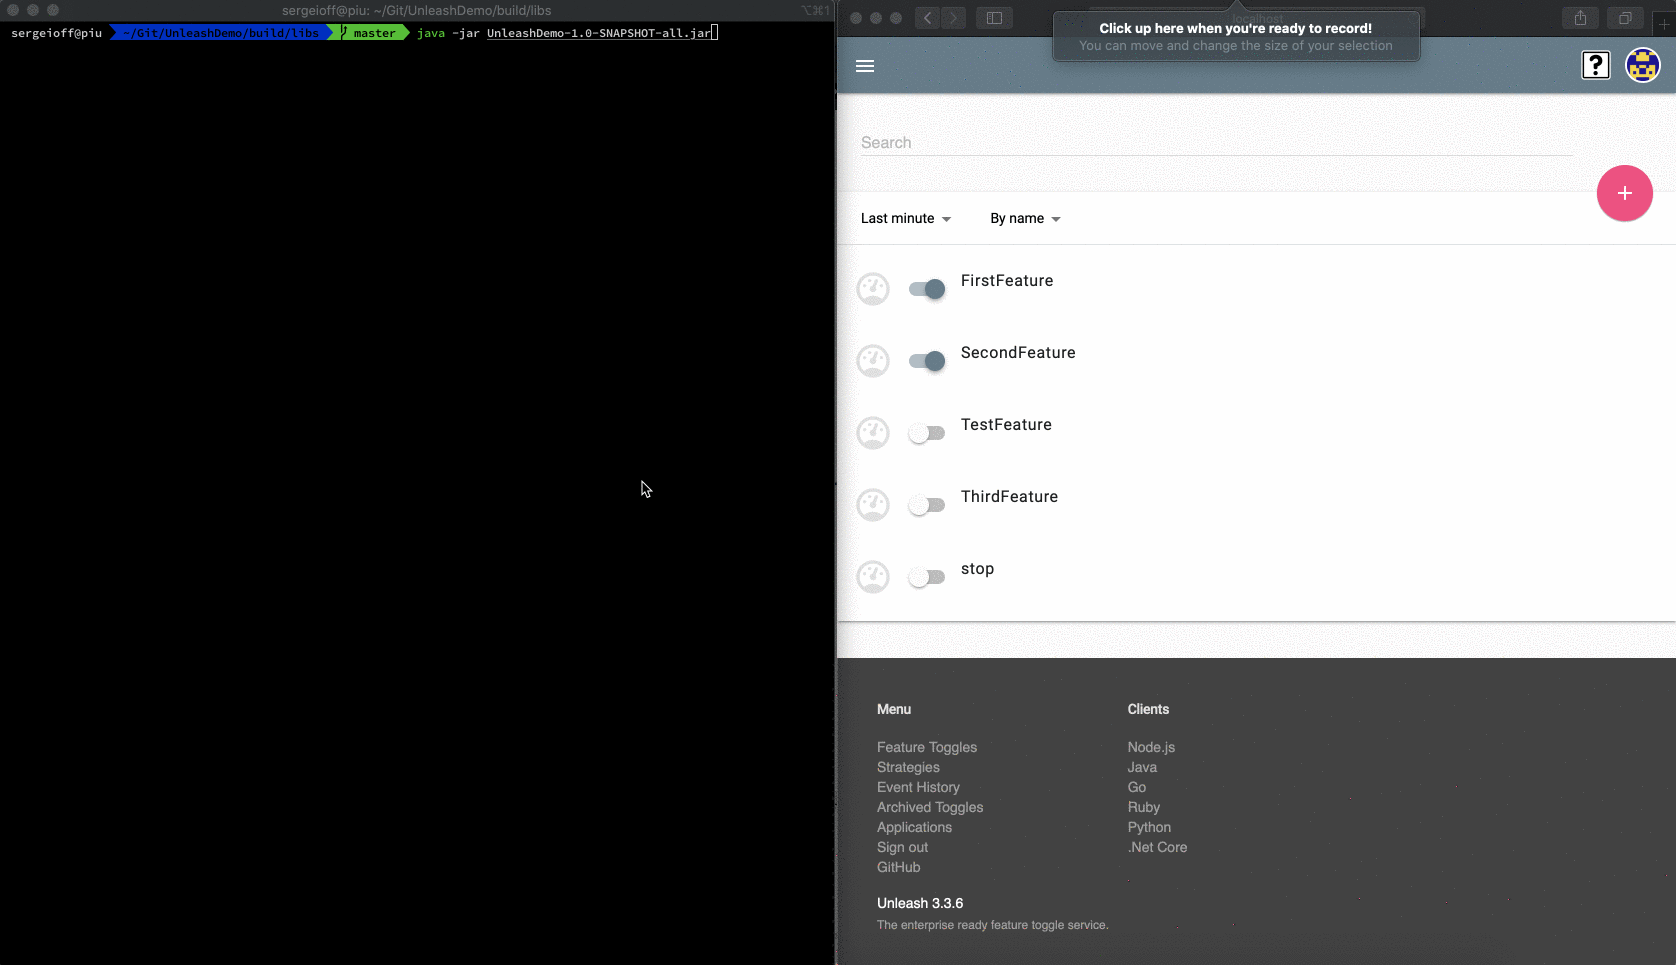 sergeioff@piu: ~/Git/UnleashDemo/build/libs
⌥⌘1
sergeioff@piu ~/Git/UnleashDemo/build/libs master java -jar UnleashDemo-1.0-SNAPSHOT-all.jar
localhost
Click up here when you're ready to record!
You can move and change the size of your selection
?
Search
+
Last minute
By name
FirstFeature
SecondFeature
TestFeature
ThirdFeature
stop
Menu
Feature Toggles
Strategies
Event History
Archived Toggles
Applications
Sign out
GitHub
Clients
Node.js
Java
Go
Ruby
Python
.Net Core
Unleash 3.3.6
The enterprise ready feature toggle service.